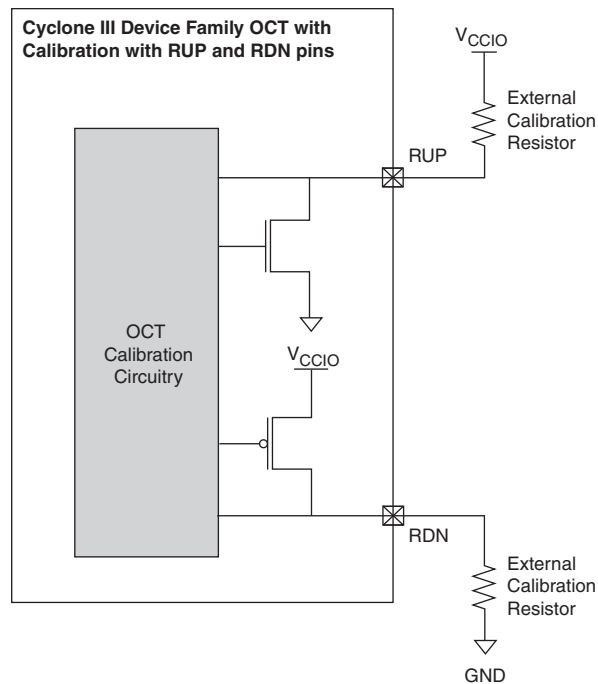 Cyclone III Device Family OCT with
Calibration with RUP and RDN pins
VCCIO
External
Calibration
Resistor
RUP
OCT
Calibration
Circuitry
VCCIO
RDN
External
Calibration
Resistor
GND